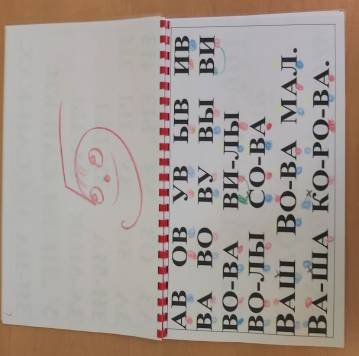 5
АВ ОВ УВ ЫВ ИВ
ВА ВО ВУ ВЫ ВИ
ВО-ВА ВИ-ЛЫ
ВО-ЛЫ СО-ВА
ВАШ ВО-ВА МАЛ.
ВА-ША КО-РО-ВА.